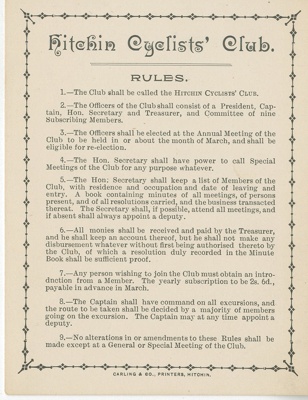 Hitchin Cyclists' Club.
RULES.
1.—The Club shall be called the HITCHIN CYCLISTS' CLUB.
2.—The Officers of the Club shall consist of a President, Cap-
tain, Hon. Secretary and Treasurer, and Committee of nine
Subscribing Members.
3.—The Officers shall be elected at the Annual Meeting of the
Club to be held in or about the month of March, and shall be
eligible for re-election.
4.—The Hon. Secretary shall have power to call Special
Meetings of the Club for any purpose whatever.
5.—The Hon. Secretary shall keep a list of Members of the
Club, with residence and occupation and date of leaving and
entry. A book containing minutes of all meetings, of persons
present, and of all resolutions carried, and the business transacted
thereat. The Secretary shall, if possible, attend all meetings, and
if absent shall always appoint a deputy.
6.—All monies shall be received and paid by the Treasurer,
and he shall keep an account thereof, but he shall not make any
disbursement whatever without first being authorised thereto by
the Club, of which a resolution duly recorded in the Minute
Book shall be sufficient proof.
7.—Any person wishing to join the Club must obtain an intro-
duction from a Member. The yearly subscription to be 2s. 6d.,
payable in advance in March.
8.—The Captain shall have command on all excursions, and
the route to be taken shall be decided by a majority of members
going on the excursion. The Captain may at any time appoint a
deputy.
9.—No alterations in or amendments to these Rules shall be
made except at a General or Special Meeting of the Club.
CARLING & CO., PRINTERS, HITCHIN.